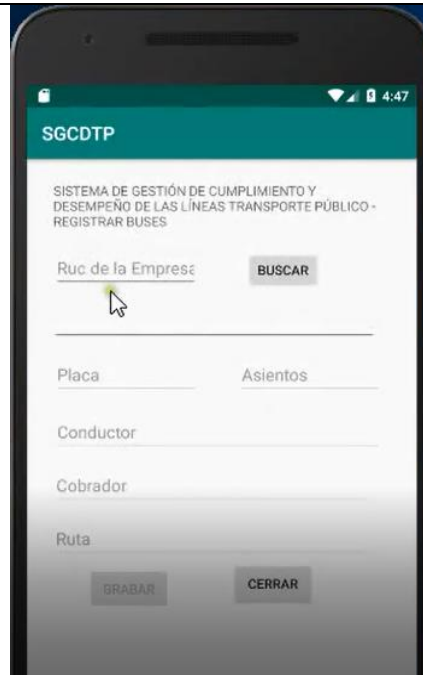 4:47
SGCDTP
SISTEMA DE GESTIÓN DE CUMPLIMIENTO Y
DESEMPEÑO DE LAS LÍNEAS TRANSPORTE PÚBLICO -
REGISTRAR BUSES
Ruc de la Empresa
BUSCAR
Placa
Asientos
Conductor
Cobrador
Ruta
GRABAR
CERRAR